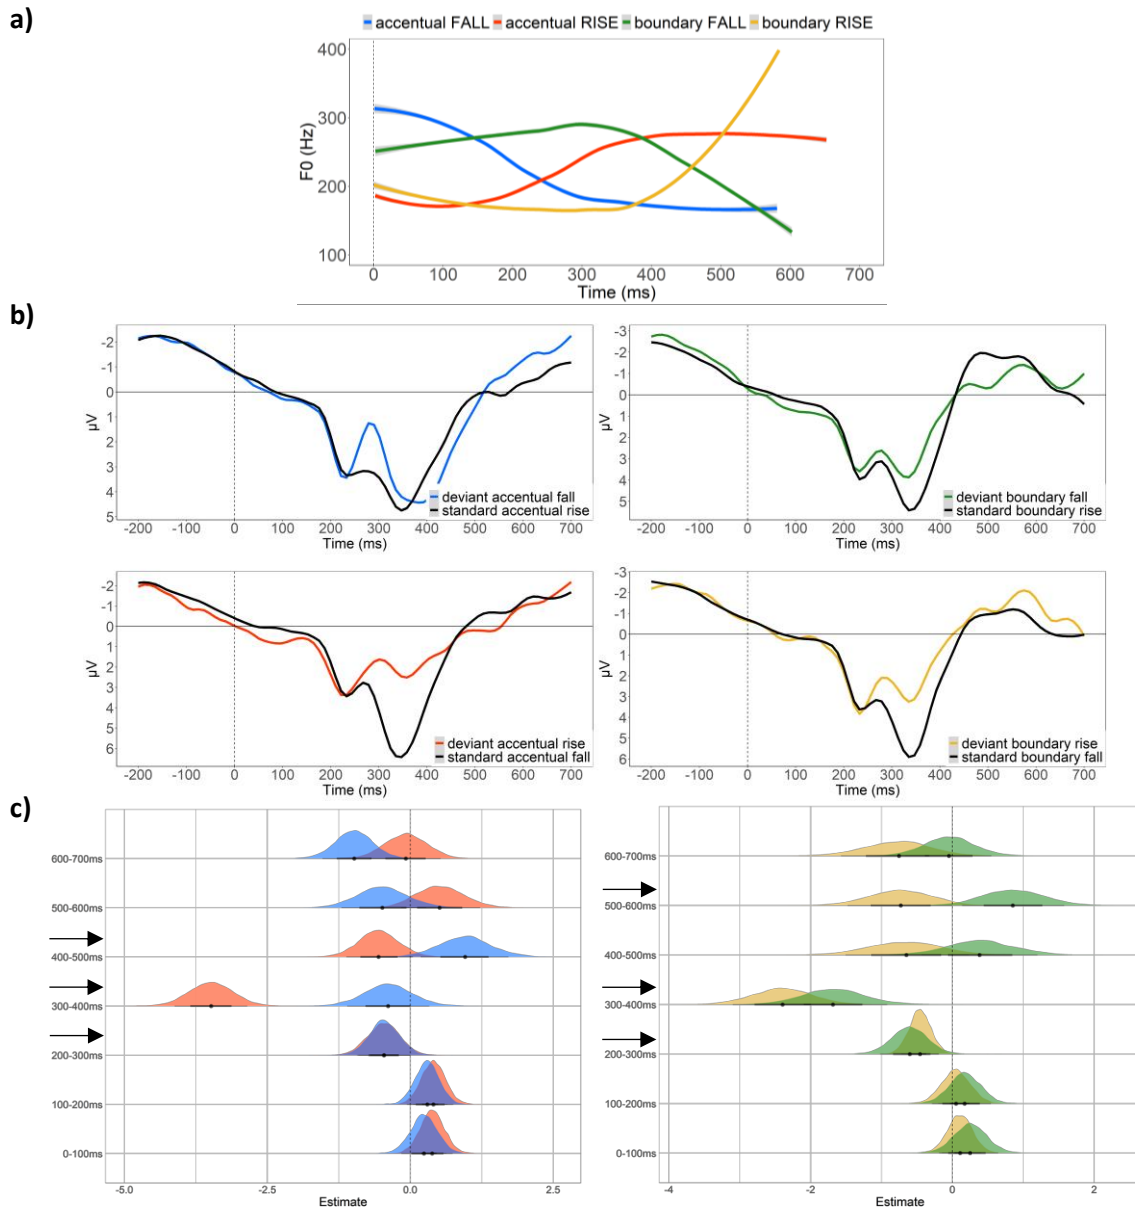 a)
accentual FALL accentual RISE boundary FALL boundary RISE
400
300
200
100
F0 (Hz)
0 100 200 300 400 500 600 700
Time (ms)
b)
-2
-1
0
1
2
3
4
5
µV
deviant accentual fall
standard accentual rise
-200 -100 0 100 200 300 400 500 600 700
Time (ms)
-3
-2
-1
0
1
2
3
4
5
µV
deviant boundary fall
standard boundary rise
-200 -100 0 100 200 300 400 500 600 700
Time (ms)
-2
-1
0
1
2
3
4
5
6
µV
deviant accentual rise
standard accentual fall
-200 -100 0 100 200 300 400 500 600 700
Time (ms)
-3
-2
-1
0
1
2
3
4
5
6
µV
deviant boundary rise
standard boundary fall
-200 -100 0 100 200 300 400 500 600 700
Time (ms)
c)
600-700ms
500-600ms
400-500ms
300-400ms
200-300ms
100-200ms
0-100ms
-5.0 -2.5 0.0 2.5
Estimate
600-700ms
500-600ms
400-500ms
300-400ms
200-300ms
100-200ms
0-100ms
-4 -2 0 2
Estimate